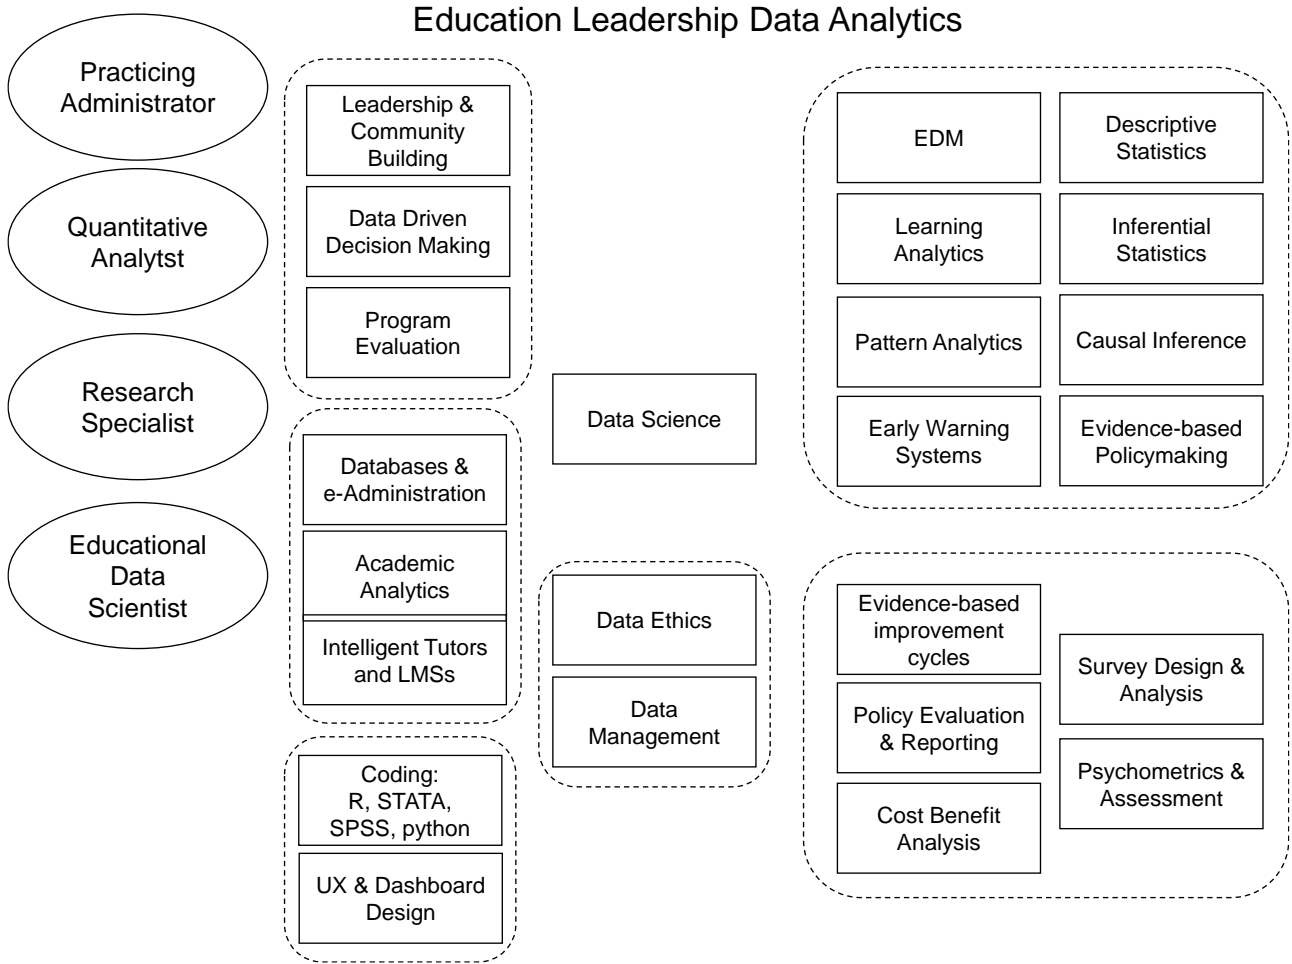 Education Leadership Data Analytics
Practicing
Administrator
Quantitative
Analytst
Research
Specialist
Educational
Data
Scientist
Leadership &
Community
Building
Data Driven
Decision Making
Program
Evaluation
Databases &
e-Administration
Academic
Analytics
Intelligent Tutors
and LMSs
Coding:
R, STATA,
SPSS, python
UX & Dashboard
Design
Data Science
Data Ethics
Data
Management
EDM
Learning
Analytics
Pattern Analytics
Early Warning
Systems
Descriptive
Statistics
Inferential
Statistics
Causal Inference
Evidence-based
Policymaking
Evidence-based
improvement
cycles
Policy Evaluation
& Reporting
Cost Benefit
Analysis
Survey Design &
Analysis
Psychometrics &
Assessment